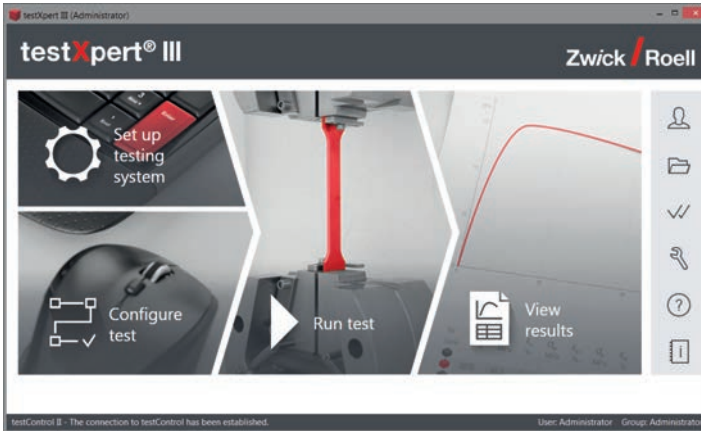 testXpert III (Administrator)
testXpert® III
Zwick / Roell
Set up
testing
system
Configure
test
Run test
View
results
testControl II - The connection to testControl has been established.
User: Administrator Group: Administrator